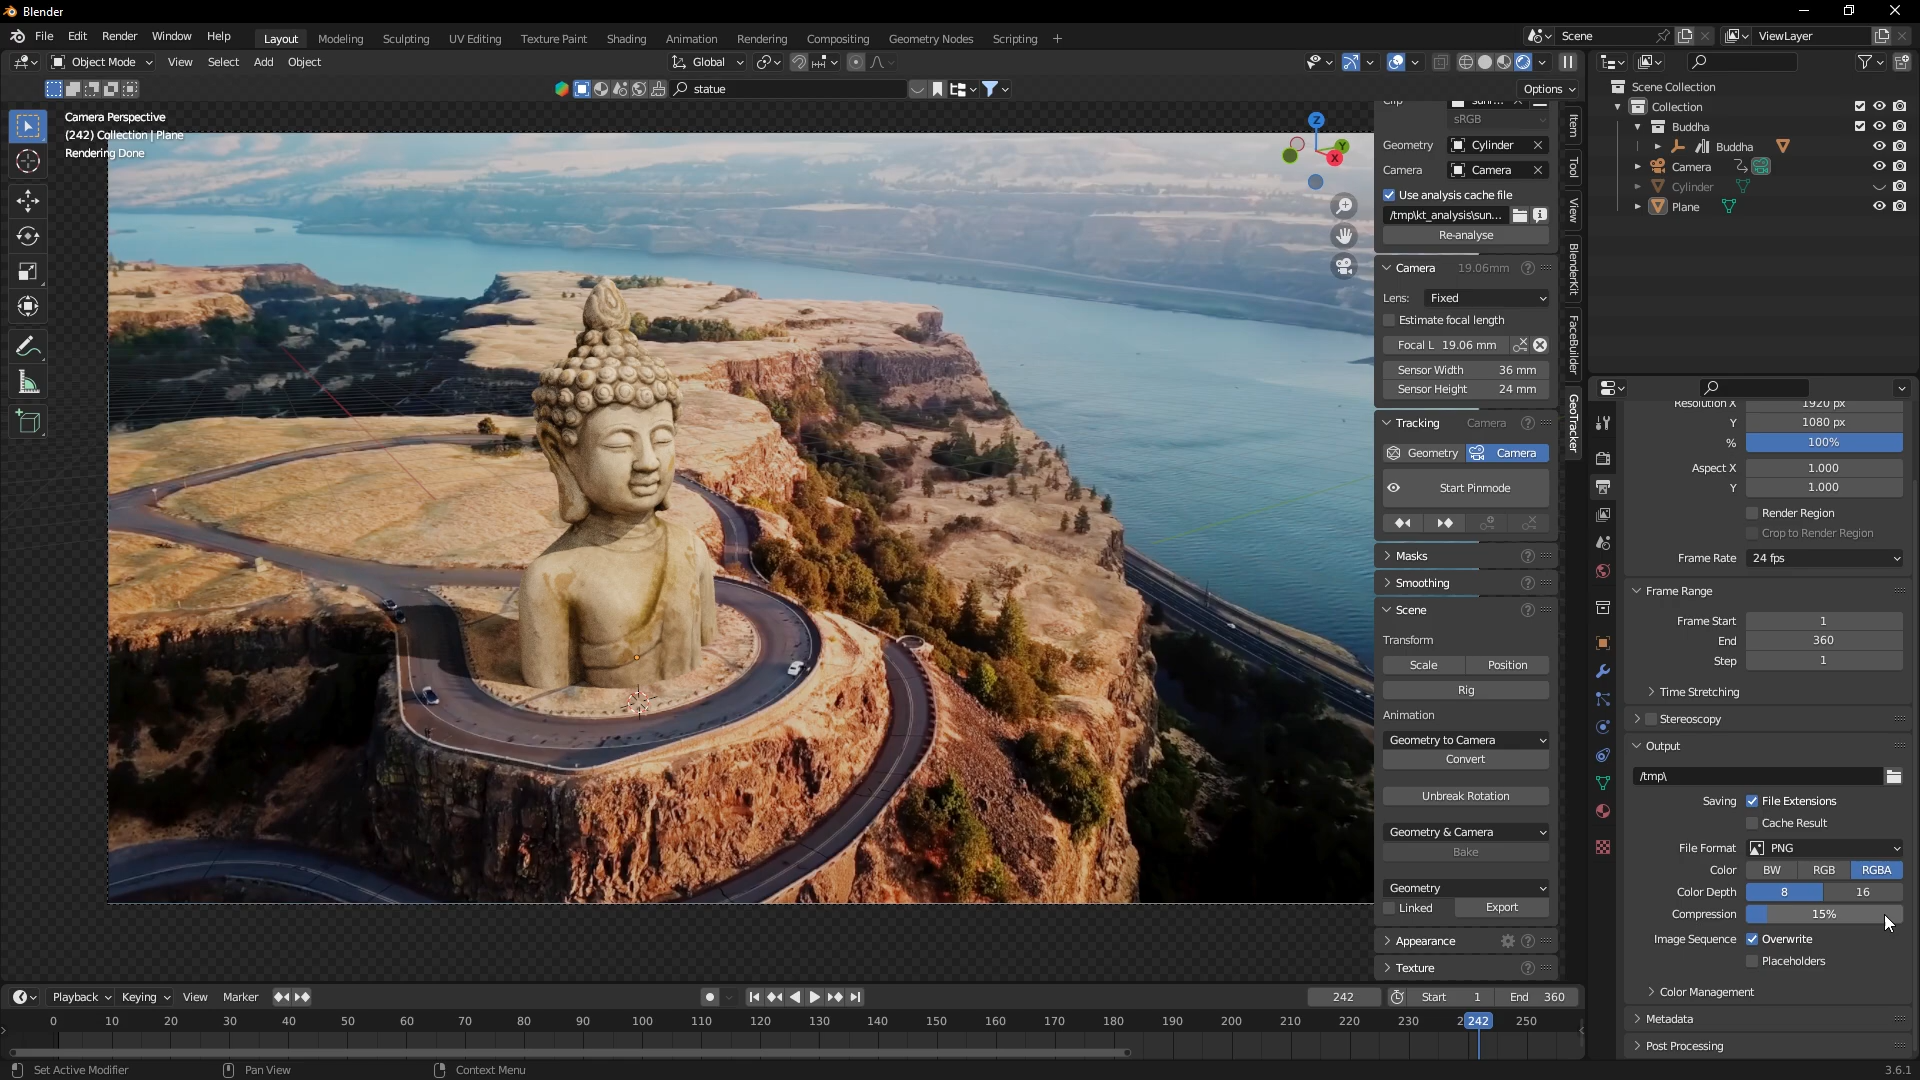 Blender
File Edit Render Window Help Layout Modeling Sculpting UV Editing Texture Paint Shading Animation Rendering Compositing Geometry Nodes Scripting + Scene ViewLayer
Object Mode View Select Add Object Global
statue Options
Camera Perspective
(242) Collection | Plane
Rendering Done
Z
Y
X
sRGB
Geometry Cylinder
Camera Camera
Use analysis cache file
/tmp\kt_analysis\sun...
Re-analyse
Camera 19.06mm
Lens: Fixed
Estimate focal length
Focal L 19.06 mm
Sensor Width 36 mm
Sensor Height 24 mm
Tracking Camera
Geometry Camera
Start Pinmode
Masks
Smoothing
Scene
Transform
Scale Position
Rig
Animation
Geometry to Camera
Convert
Unbreak Rotation
Geometry & Camera
Bake
Geometry
Linked Export
Appearance
Texture
Item
Tool
View
BlenderKit
FaceBuilder
GeoTracker
Scene Collection
Collection
Buddha
Buddha
Camera
Cylinder
Plane
Resolution X 1920 px
Y 1080 px
% 100%
Aspect X 1.000
Y 1.000
Render Region
Crop to Render Region
Frame Rate 24 fps
Frame Range
Frame Start 1
End 360
Step 1
Time Stretching
Stereoscopy
Output
/tmp\
Saving File Extensions
Cache Result
File Format PNG
Color BW RGB RGBA
Color Depth 8 16
Compression 15%
Image Sequence Overwrite
Placeholders
Color Management
Metadata
Post Processing
Playback Keying View Marker 242 Start 1 End 360
0 10 20 30 40 50 60 70 80 90 100 110 120 130 140 150 160 170 180 190 200 210 220 230 242 250
Set Active Modifier Pan View Context Menu 3.6.1